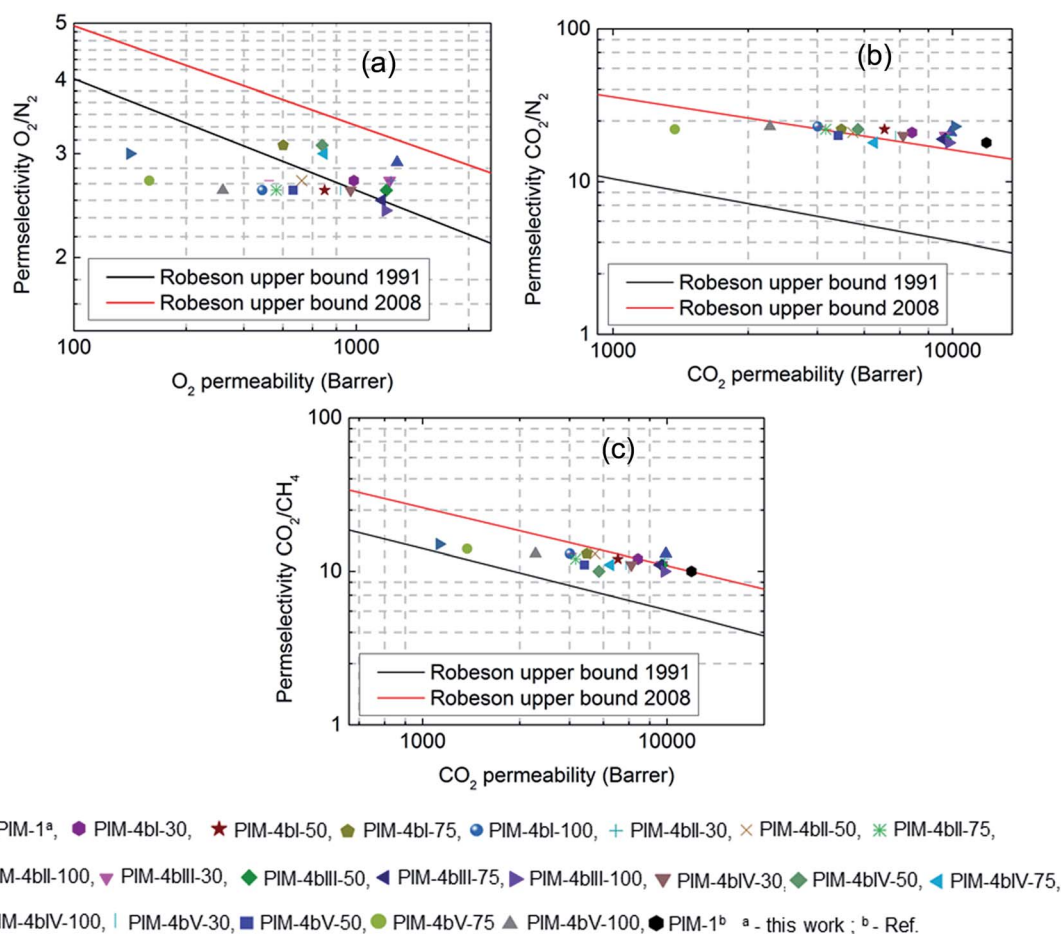 (a)
5
4
3
2
Permselectivity O₂/N₂
Robeson upper bound 1991
Robeson upper bound 2008
100
1000
O₂ permeability (Barrer)
(b)
100
10
1
Permselectivity CO₂/N₂
Robeson upper bound 1991
Robeson upper bound 2008
1000
10000
CO₂ permeability (Barrer)
(c)
100
10
1
Permselectivity CO₂/CH₄
Robeson upper bound 1991
Robeson upper bound 2008
1000
10000
CO₂ permeability (Barrer)
PIM-1ᵃ, PIM-4bI-30, PIM-4bI-50, PIM-4bI-75, PIM-4bI-100, PIM-4bII-30, PIM-4bII-50, PIM-4bII-75,
M-4bII-100, PIM-4bIII-30, PIM-4bIII-50, PIM-4bIII-75, PIM-4bIII-100, PIM-4bIV-30, PIM-4bIV-50, PIM-4bIV-75,
PIM-4bIV-100, PIM-4bV-30, PIM-4bV-50, PIM-4bV-75 PIM-4bV-100, PIM-1ᵇ ᵃ - this work ; ᵇ - Ref.